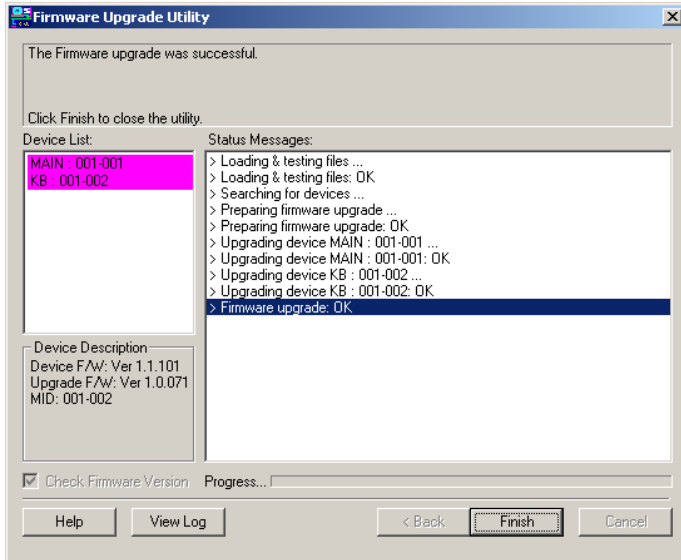 Firmware Upgrade Utility
The Firmware upgrade was successful.
Click Finish to close the utility.
Device List:
MAIN : 001-001
KB : 001-002
Status Messages:
> Loading & testing files ...
> Loading & testing files: OK
> Searching for devices ...
> Preparing firmware upgrade ...
> Preparing firmware upgrade: OK
> Upgrading device MAIN : 001-001 ...
> Upgrading device MAIN : 001-001: OK
> Upgrading device KB : 001-002 ...
> Upgrading device KB : 001-002: OK
> Firmware upgrade: OK
Device Description
Device F/W: Ver 1.1.101
Upgrade F/W: Ver 1.0.071
MID: 001-002
Check Firmware Version
Progress...
Help
View Log
< Back
Finish
Cancel